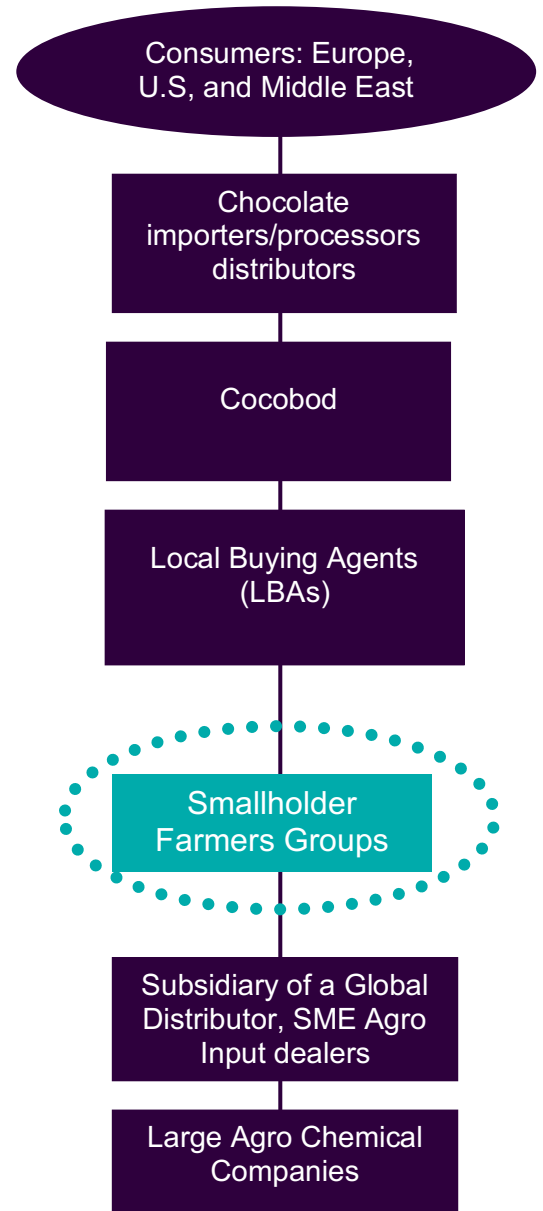 Consumers: Europe,
U.S, and Middle East
Chocolate
importers/processors
distributors
Cocobod
Local Buying Agents
(LBAs)
Smallholder
Farmers Groups
Subsidiary of a Global
Distributor, SME Agro
Input dealers
Large Agro Chemical
Companies